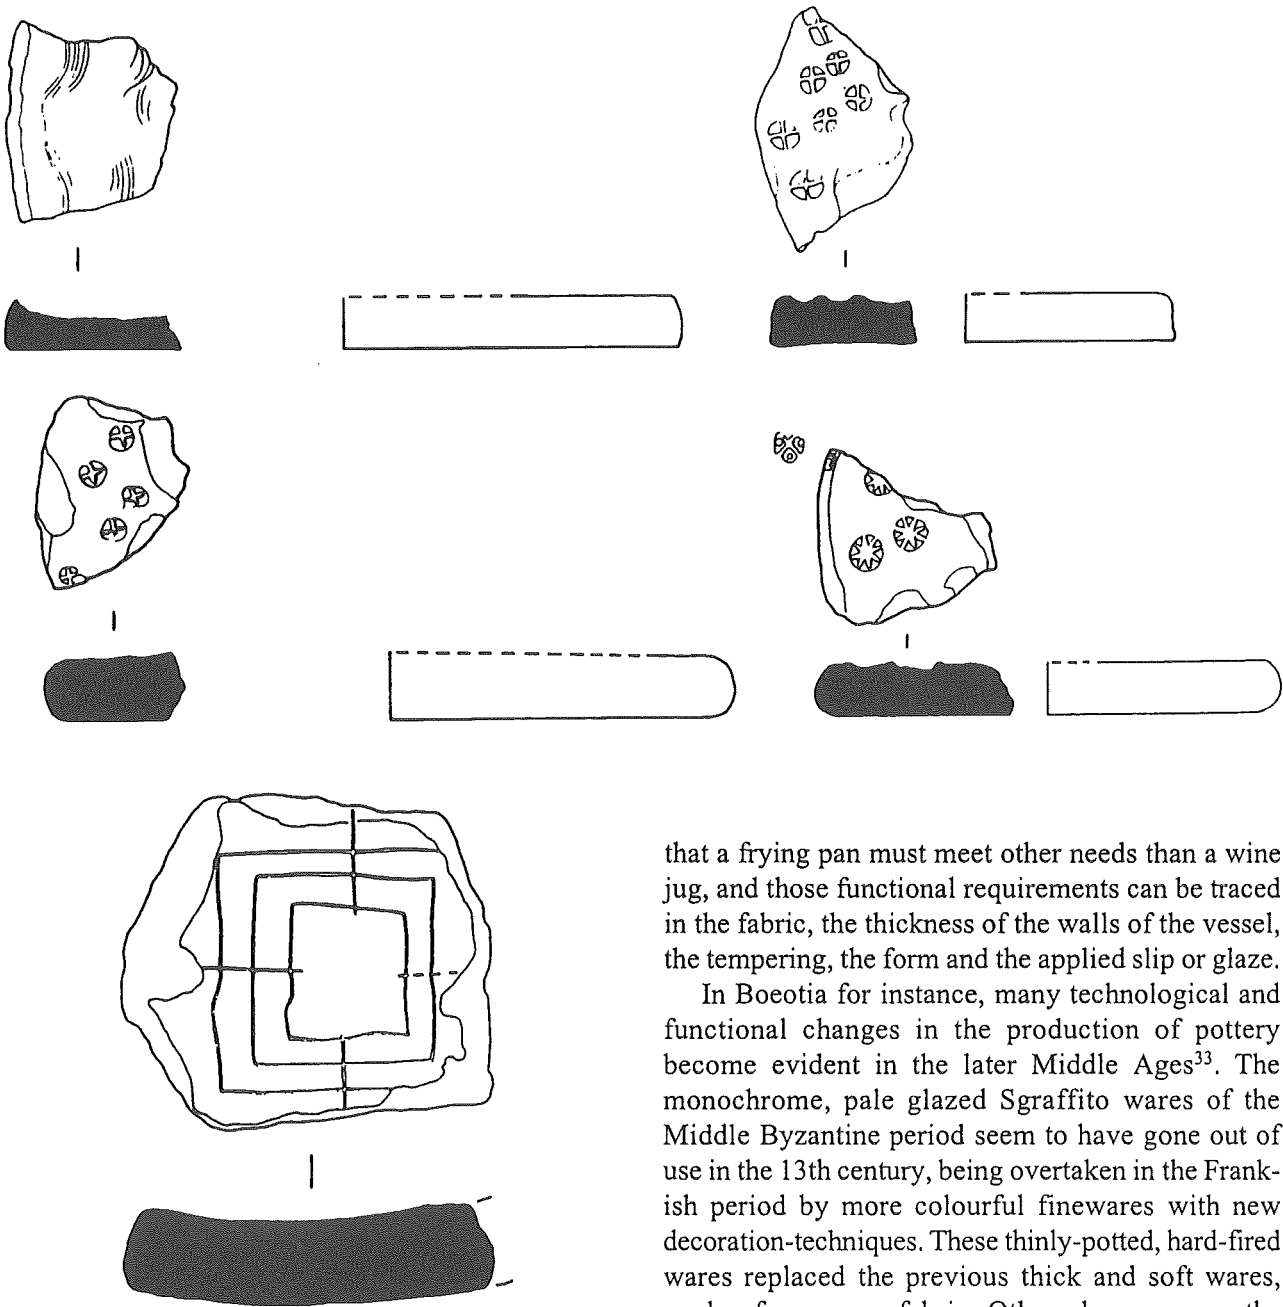 that a frying pan must meet other needs than a wine
jug, and those functional requirements can be traced
in the fabric, the thickness of the walls of the vessel,
the tempering, the form and the applied slip or glaze.
In Boeotia for instance, many technological and
functional changes in the production of pottery
become evident in the later Middle Ages³³. The
monochrome, pale glazed Sgraffito wares of the
Middle Byzantine period seem to have gone out of
use in the 13th century, being overtaken in the Frank-
ish period by more colourful finewares with new
decoration-techniques. These thinly-potted, hard-fired
wares replaced the previous thick and soft wares,